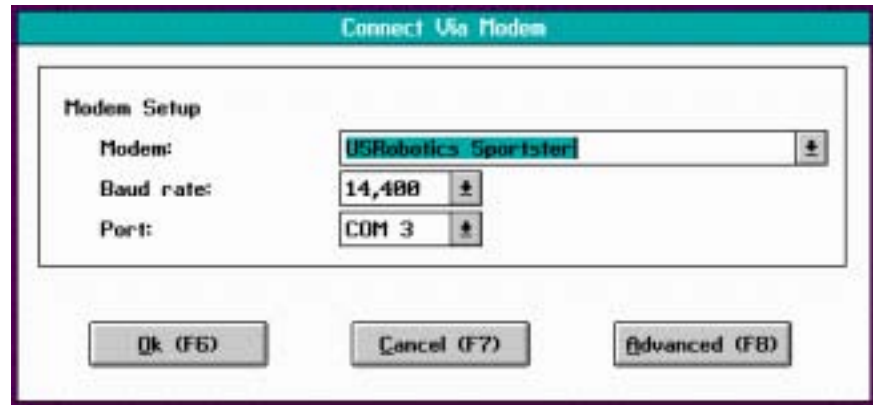 Connect Via Modem
Modem Setup
Modem: USRobotics Sportster
Baud rate: 14,400
Port: COM 3
Ok (F6) Cancel (F7) Advanced (F8)